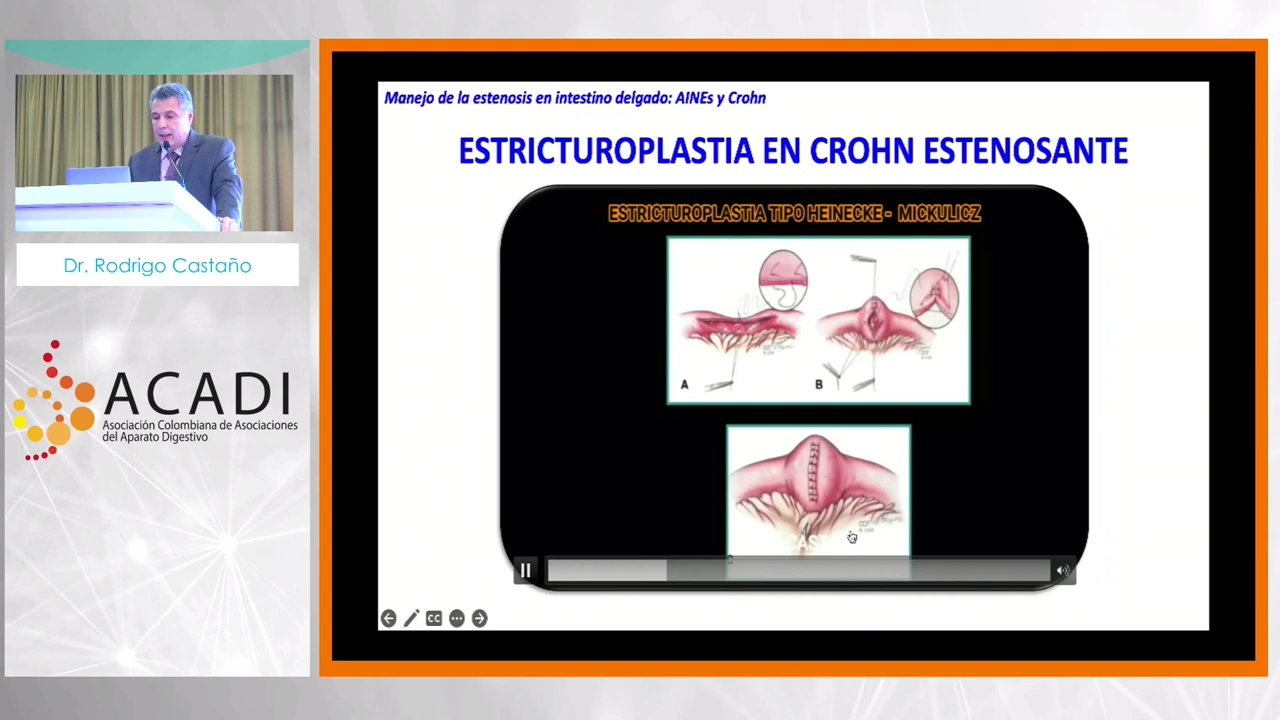 Dr. Rodrigo Castaño
ACADI
Asociación Colombiana de Asociaciones
del Aparato Digestivo
Manejo de la estenosis en intestino delgado: AINEs y Crohn
ESTRICTUROPLASTIA EN CROHN ESTENOSANTE
ESTRICTUROPLASTIA TIPO HEINECKE - MICKULICZ
A
B
CC